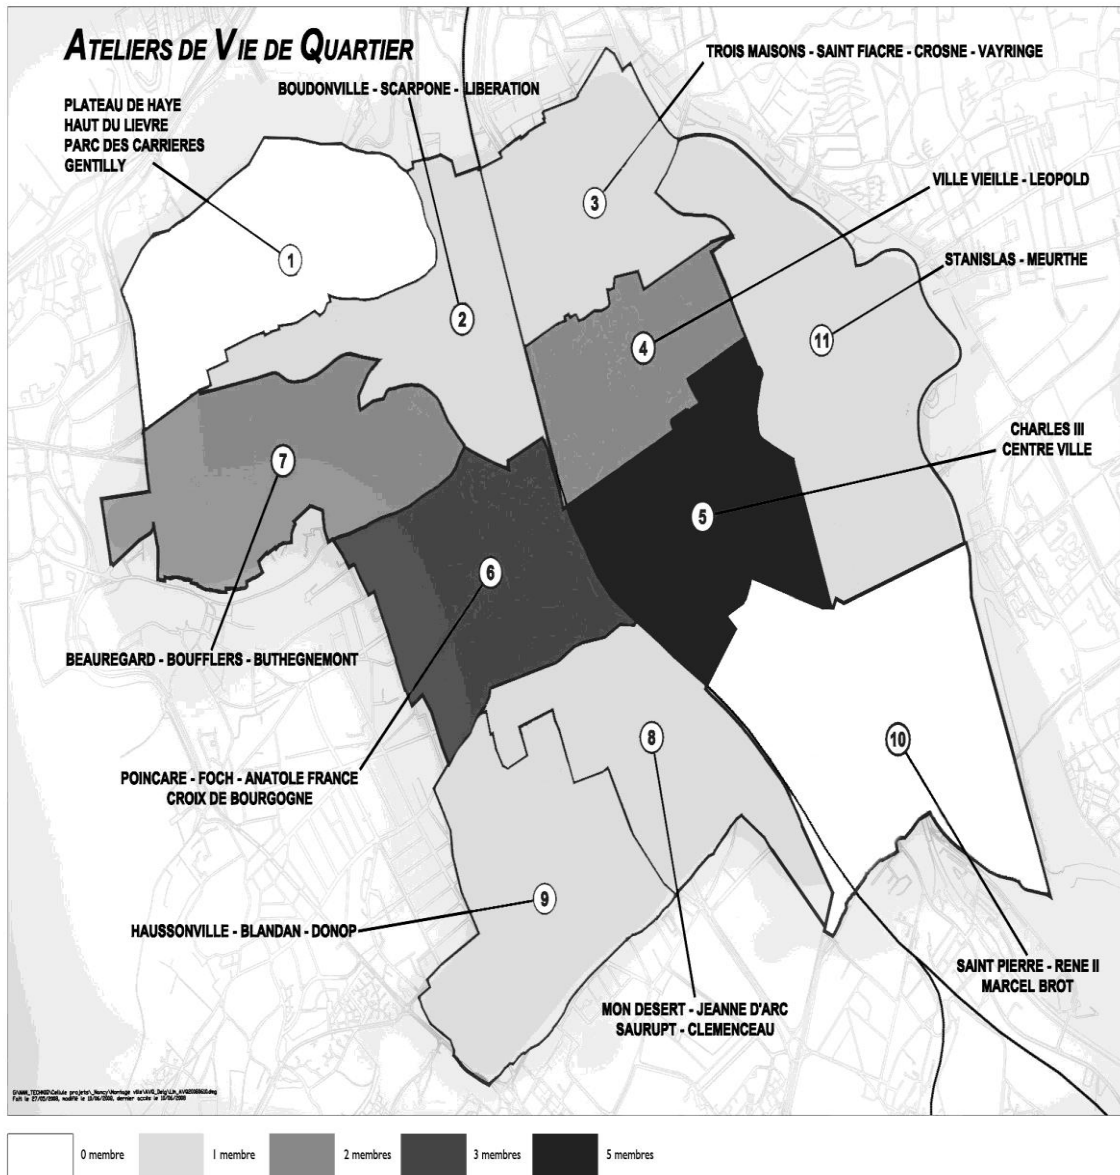 ATELIERS DE VIE DE QUARTIER
TROIS MAISONS - SAINT FIACRE - CROSNE - VAYRINGE
BOUDONVILLE - SCARPONE - LIBERATION
PLATEAU DE HAYE
HAUT DU LIEVRE
PARC DES CARRIERES
GENTILLY
VILLE VIEILLE - LEOPOLD
3
STANISLAS - MEURTHE
1
2
4
11
CHARLES III
CENTRE VILLE
7
5
6
BEAUREGARD - BOUFFLERS - BUTHEGNEMONT
8
10
POINCARE - FOCH - ANATOLE FRANCE
CROIX DE BOURGOGNE
9
HAUSSONVILLE - BLANDAN - DONOP
SAINT PIERRE - RENE II
MARCEL BROT
MON DESERT - JEANNE D'ARC
SAURUPT - CLEMENCEAU
0 membre
1 membre
2 membres
3 membres
5 membres